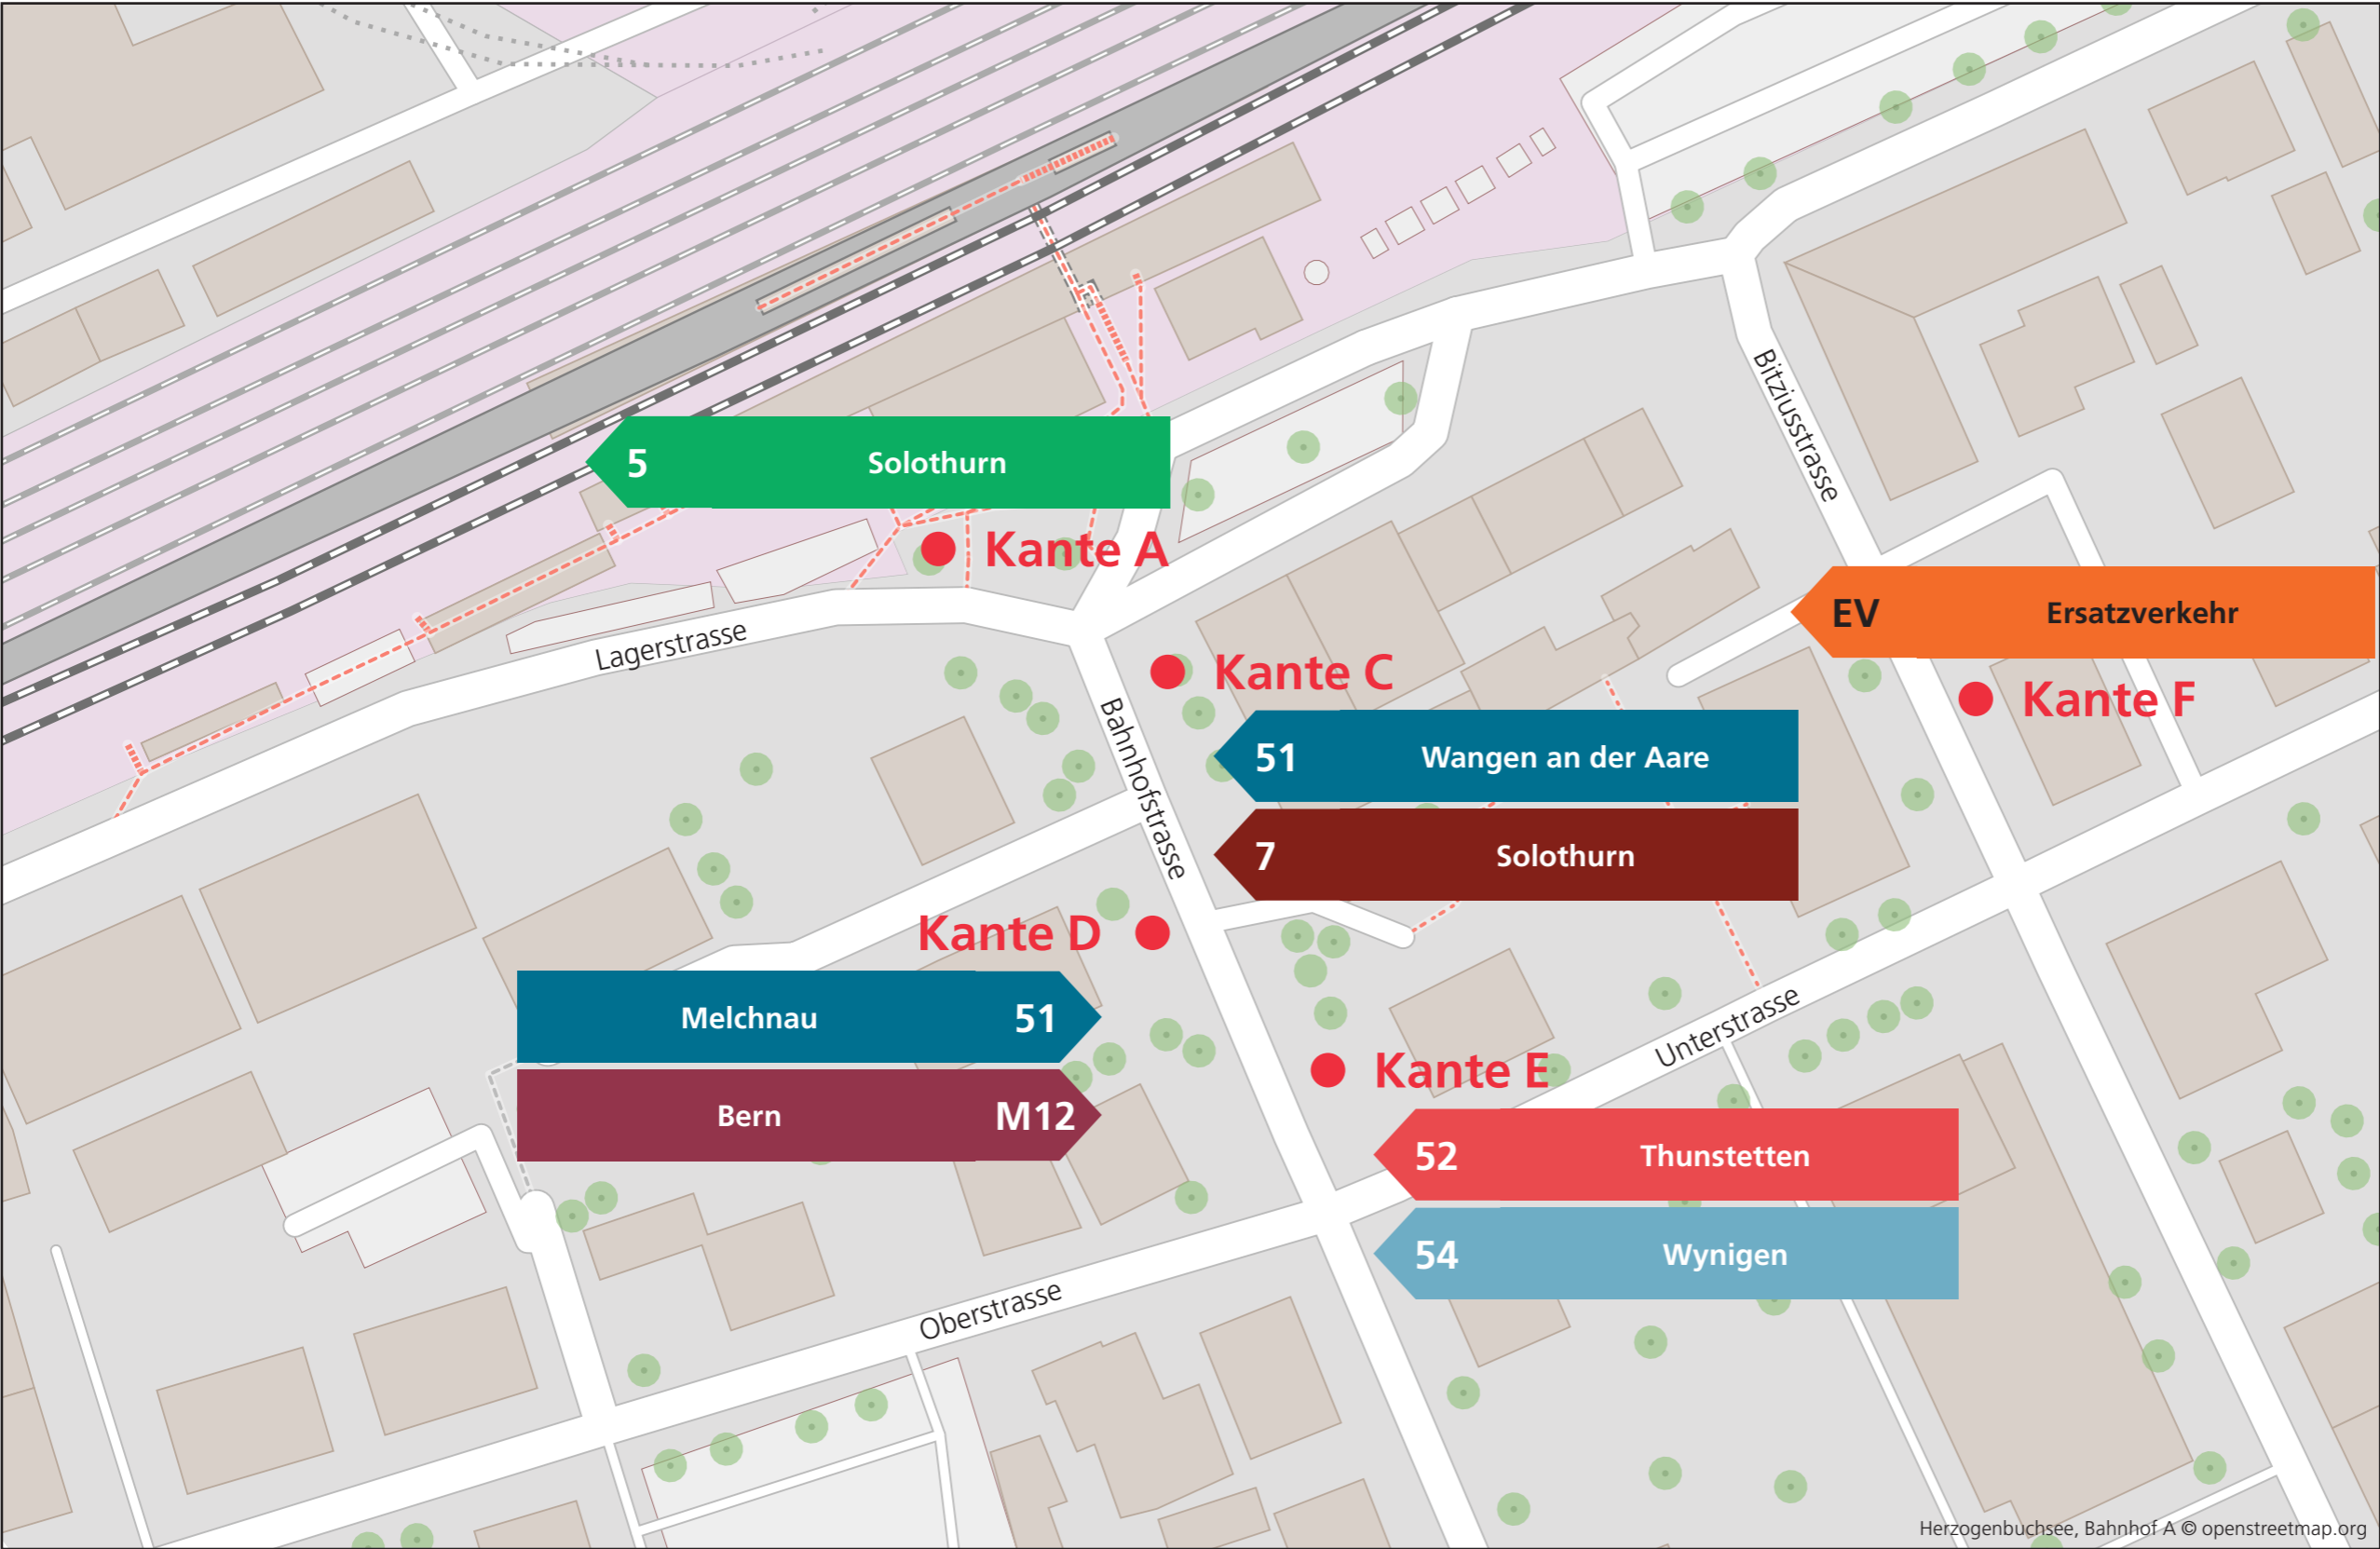 5 Solothurn
Kante A
Bitziusstrasse
EV Ersatzverkehr
Kante F
Lagerstrasse
Kante C
Bahnhofstrasse
51 Wangen an der Aare
7 Solothurn
Kante D
Melchnau 51
Bern M12
Unterstrasse
Kante E
52 Thunstetten
54 Wynigen
Oberstrasse
Herzogenbuchsee, Bahnhof A © openstreetmap.org